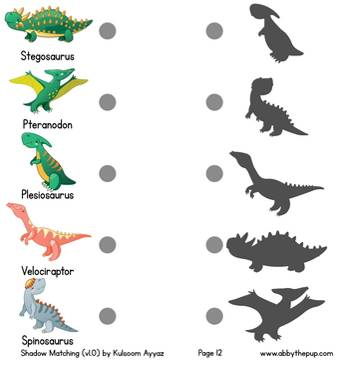 Stegosaurus
Pteranodon
Plesiosaurus
Velociraptor
Spinosaurus
Shadow Matching (v1.0) by Kulsoom Ayyaz Page 12 www.abbythepup.com